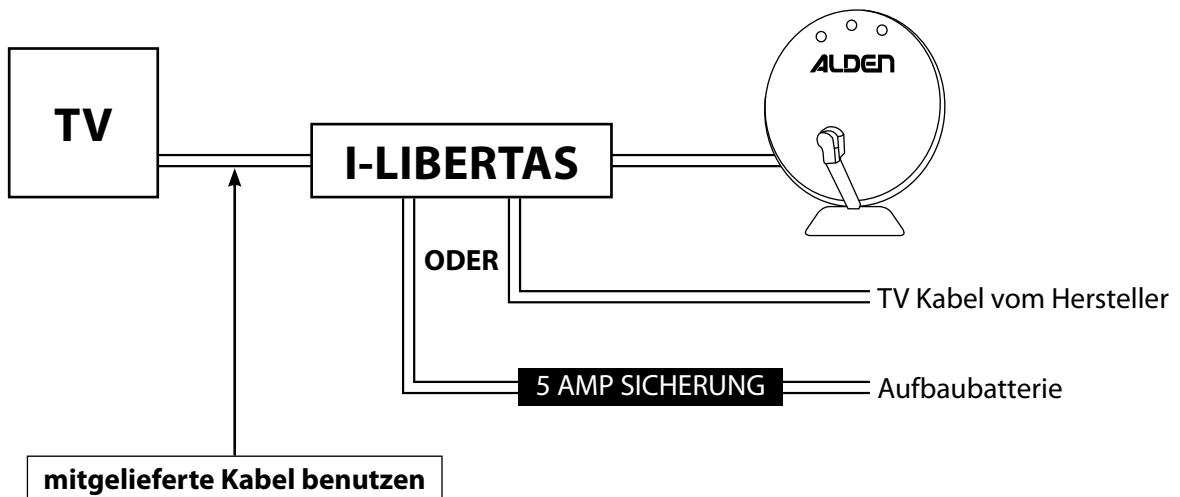 ALDEN
TV
I-LIBERTAS
ODER
TV Kabel vom Hersteller
5 AMP SICHERUNG
Aufbaubatterie
mitgelieferte Kabel benutzen